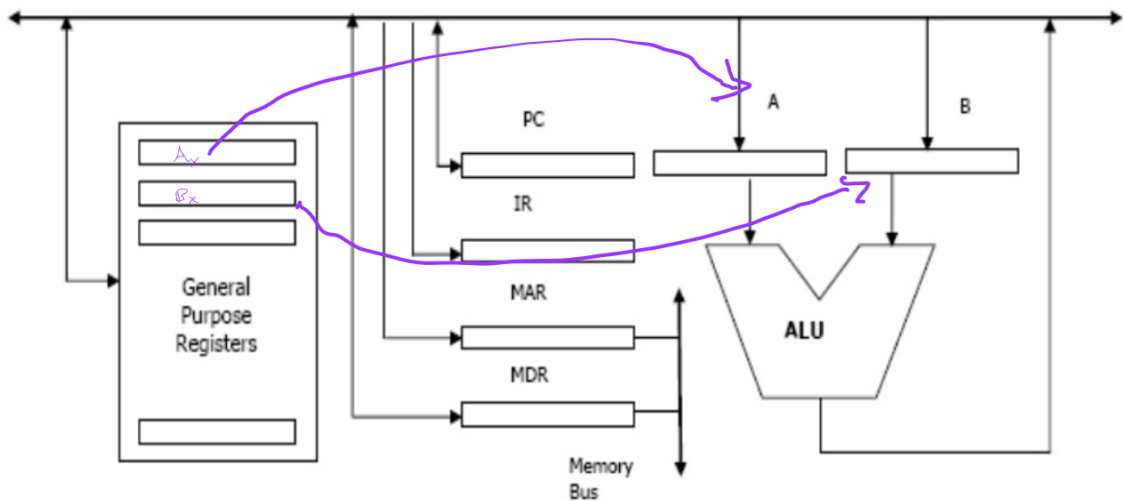 A
B
PC
Ax
Bx
IR
General
Purpose
Registers
MAR
ALU
MDR
Memory
Bus